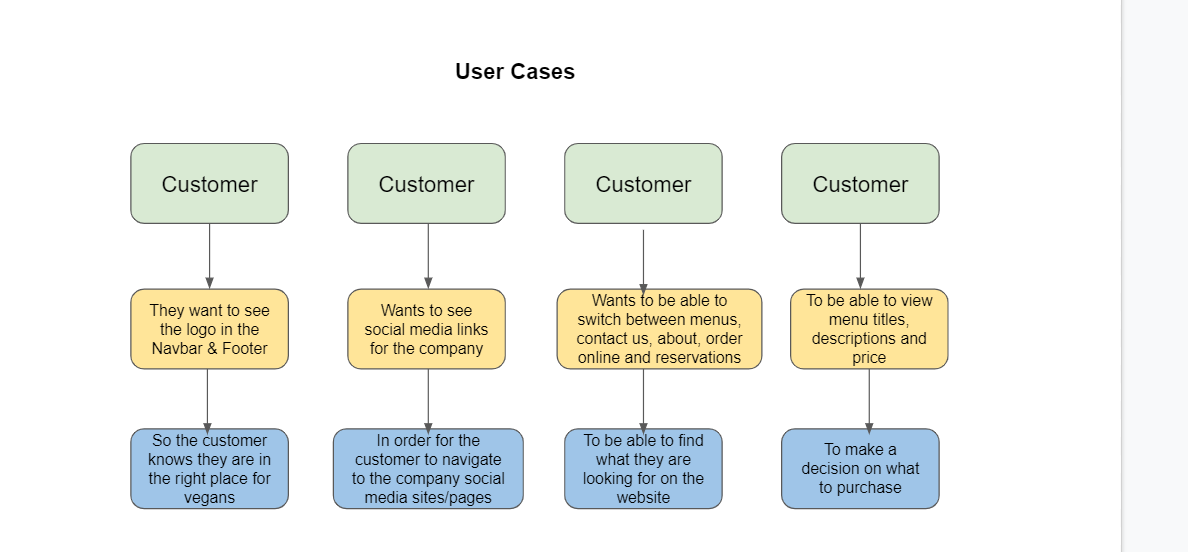 User Cases
Customer
Customer
Customer
Customer
They want to see
the logo in the
Navbar & Footer
Wants to see
social media links
for the company
Wants to be able to
switch between menus,
contact us, about, order
online and reservations
To be able to view
menu titles,
descriptions and
price
So the customer
knows they are in
the right place for
vegans
In order for the
customer to navigate
to the company social
media sites/pages
To be able to find
what they are
looking for on the
website
To make a
decision on what
to purchase